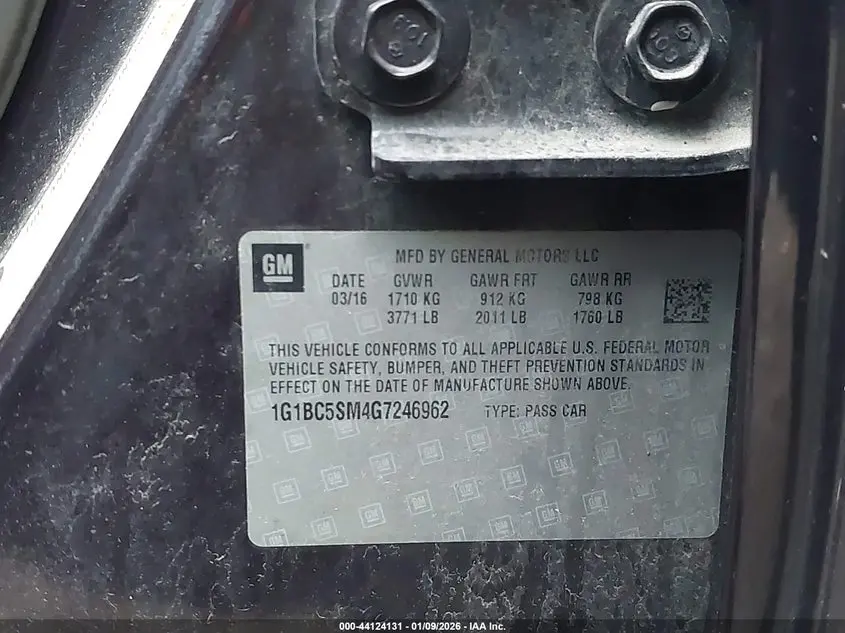 GM
MFD BY GENERAL MOTORS LLC
DATE GVWR GAWR FRT GAWR RR
03/16 1710 KG 912 KG 798 KG
3771 LB 2011 LB 1760 LB
THIS VEHICLE CONFORMS TO ALL APPLICABLE U.S. FEDERAL MOTOR
VEHICLE SAFETY, BUMPER, AND THEFT PREVENTION STANDARDS IN
EFFECT ON THE DATE OF MANUFACTURE SHOWN ABOVE.
1G1BC5SM4G7246962 TYPE: PASS CAR
000-44124131 - 01/09/2026 - IAA Inc.